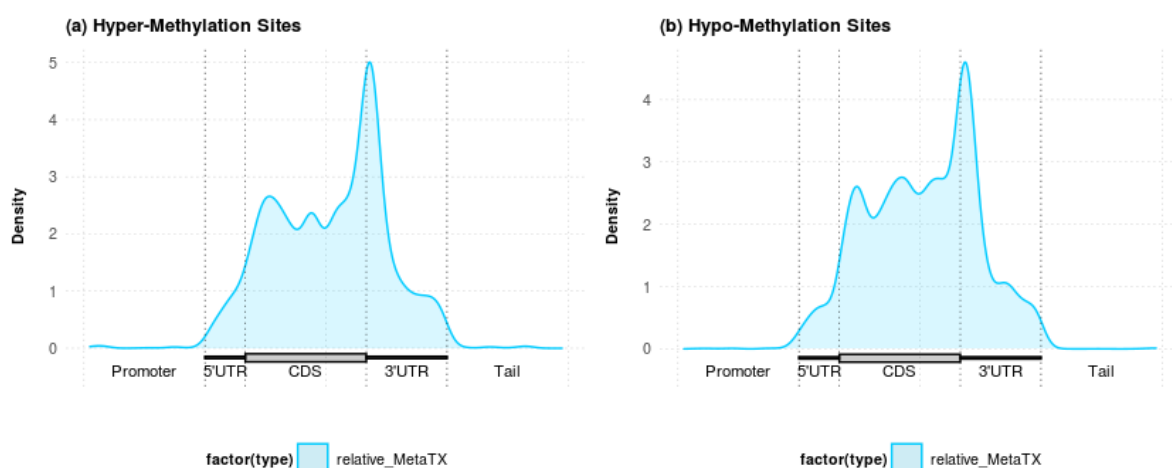 (a) Hyper-Methylation Sites
5
4
3
2
1
0
Density
Promoter 5'UTR CDS 3'UTR Tail
factor(type) relative_MetaTX
(b) Hypo-Methylation Sites
4
3
2
1
0
Density
Promoter 5'UTR CDS 3'UTR Tail
factor(type) relative_MetaTX